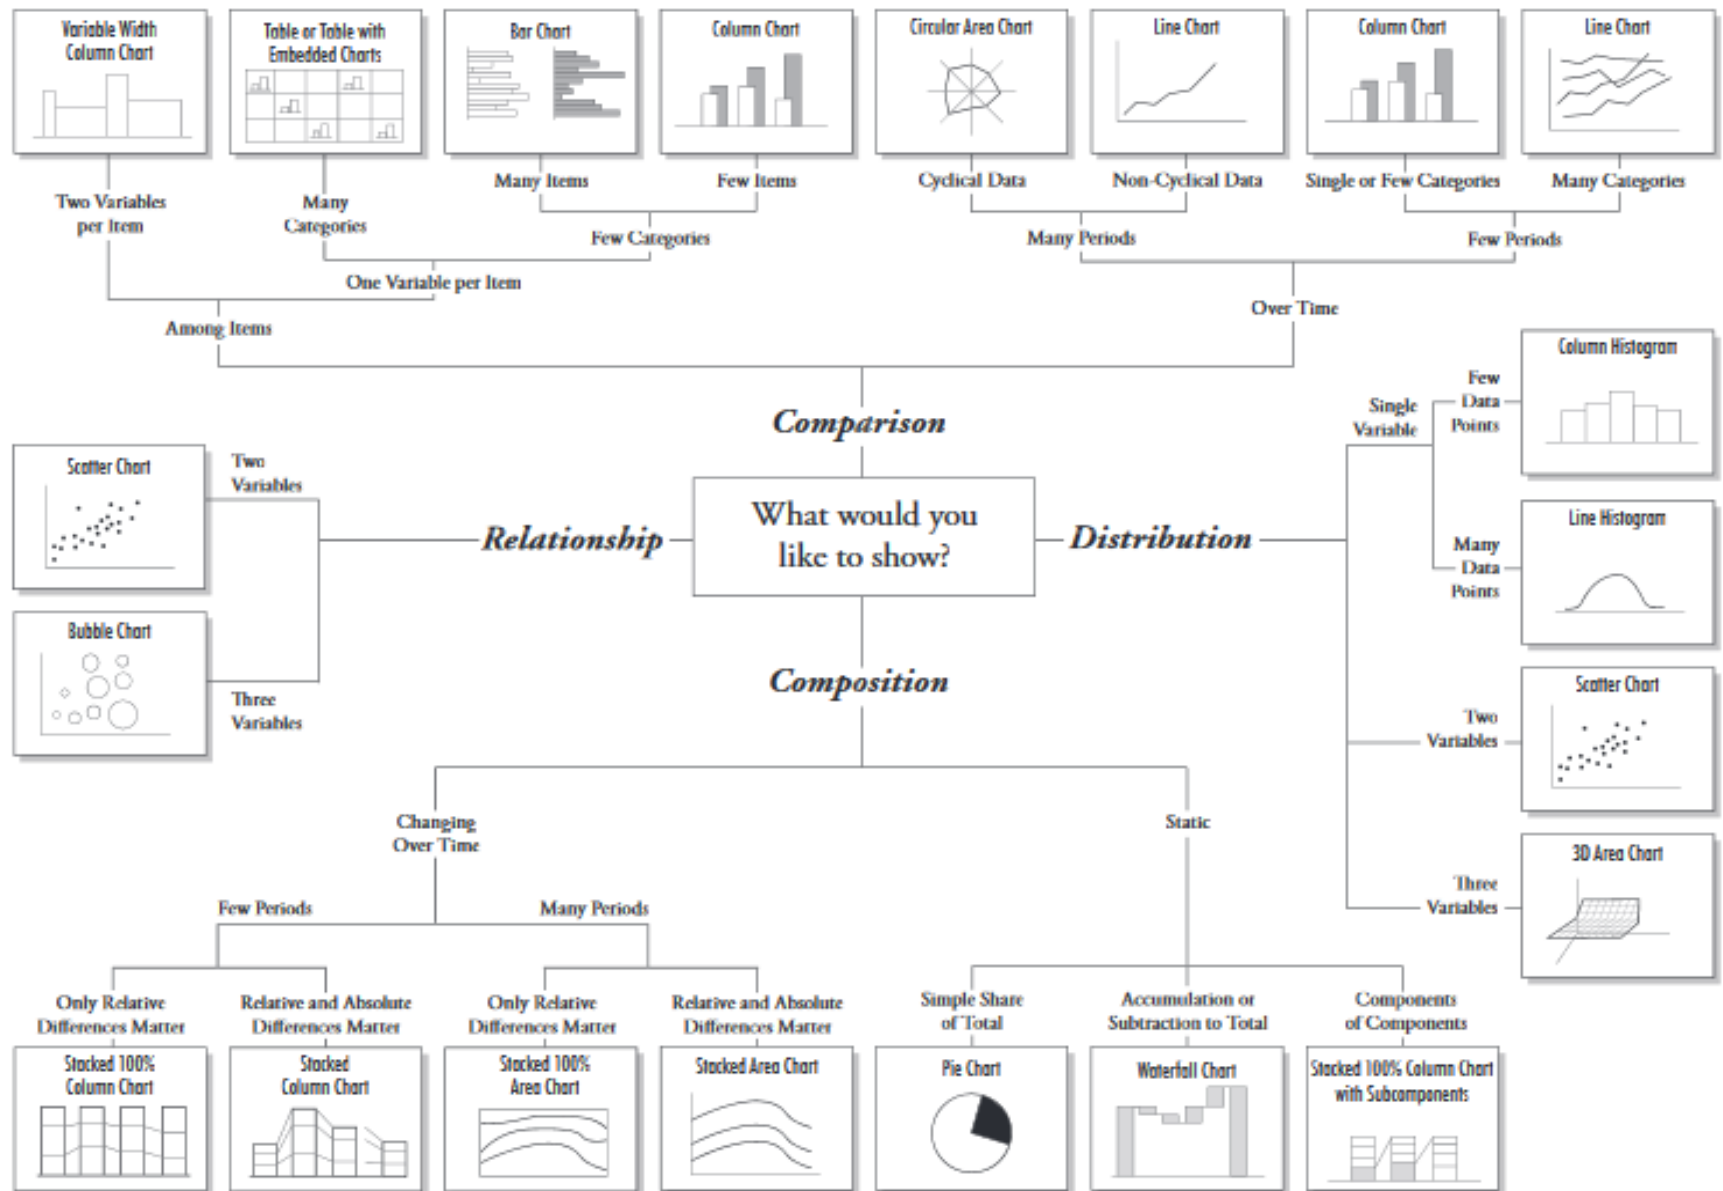 Variable Width
Column Chart
Table or Table with
Embedded Charts
Bar Chart
Column Chart
Circular Area Chart
Line Chart
Column Chart
Line Chart
Two Variables
per Item
Many
Categories
Many Items
Few Items
Cyclical Data
Non-Cyclical Data
Single or Few Categories
Many Categories
Few Categories
Many Periods
Few Periods
One Variable per Item
Among Items
Over Time
Comparison
Relationship
What would you
like to show?
Distribution
Composition
Scatter Chart
Two
Variables
Bubble Chart
Three
Variables
Single
Variable
Few
Data
Points
Column Histogram
Many
Data
Points
Line Histogram
Two
Variables
Scatter Chart
Three
Variables
3D Area Chart
Changing
Over Time
Static
Few Periods
Many Periods
Only Relative
Differences Matter
Relative and Absolute
Differences Matter
Only Relative
Differences Matter
Relative and Absolute
Differences Matter
Simple Share
of Total
Accumulation or
Subtraction to Total
Components
of Components
Stacked 100%
Column Chart
Stacked
Column Chart
Stacked 100%
Area Chart
Stacked Area Chart
Pie Chart
Waterfall Chart
Stacked 100% Column Chart
with Subcomponents